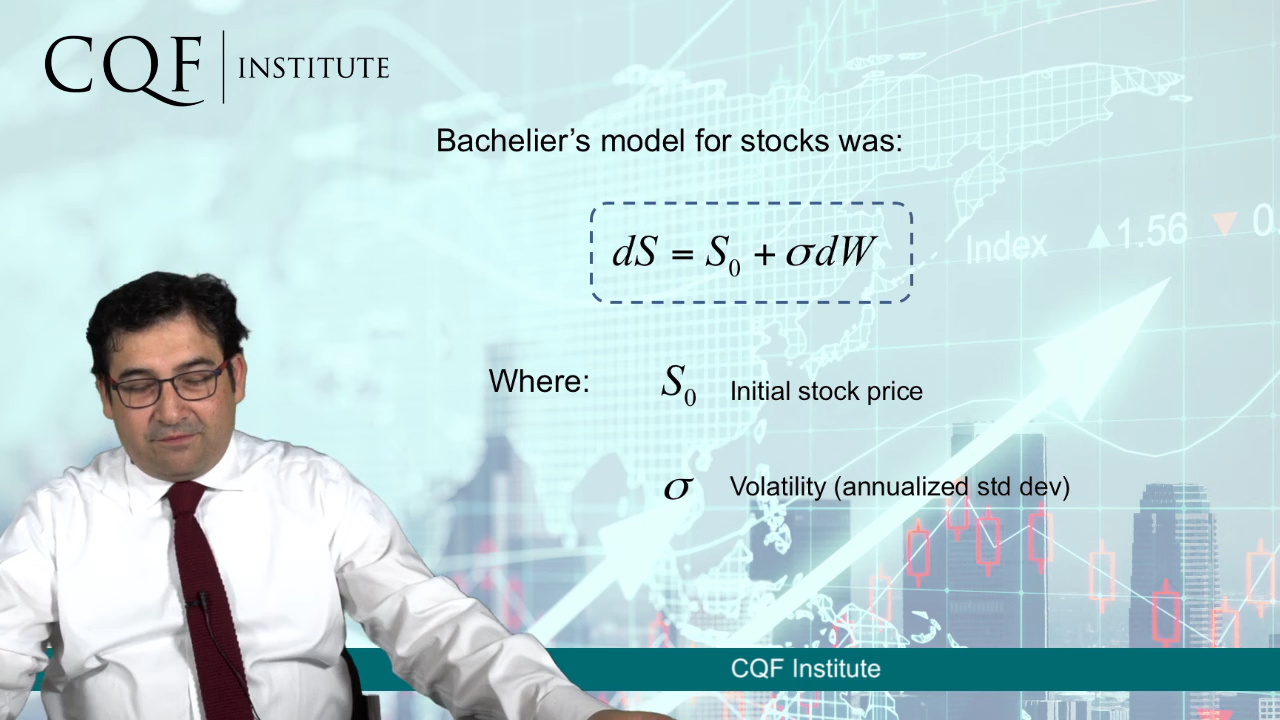 CQF INSTITUTE
Bachelier’s model for stocks was:
dS = S₀ + σdW
Index ▲1.56 ▼ 0.
Where: S₀ Initial stock price
σ Volatility (annualized std dev)
CQF Institute